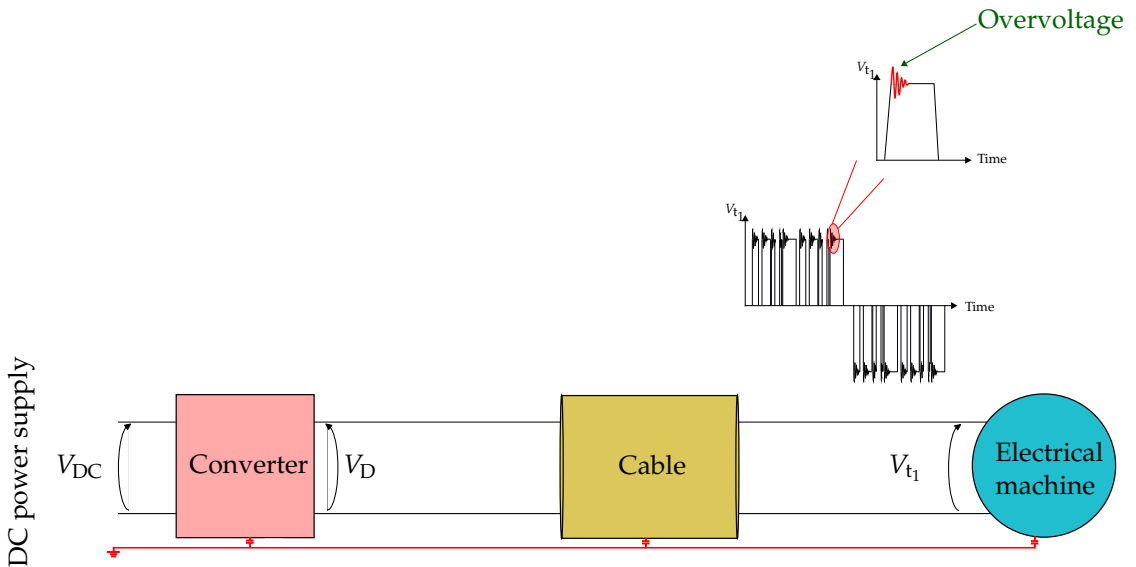 Overvoltage
Vt1
Time
Vt1
Time
DC power supply
VDC
Converter
VD
Cable
Vt1
Electrical
machine